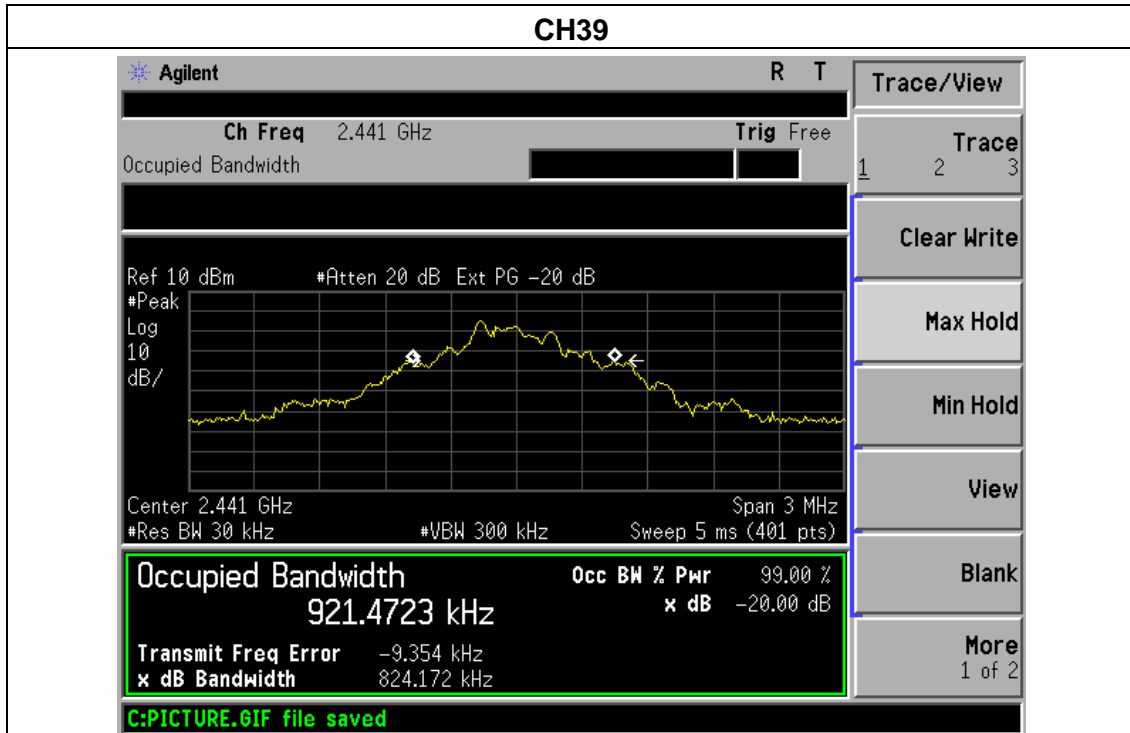 CH39
Agilent R T
Ch Freq 2.441 GHz Trig Free
Occupied Bandwidth
Ref 10 dBm #Atten 20 dB Ext PG -20 dB
#Peak
Log
10
dB/
Center 2.441 GHz Span 3 MHz
#Res BW 30 kHz #VBW 300 kHz Sweep 5 ms (401 pts)
Occupied Bandwidth Occ BW % Pwr 99.00 %
921.4723 kHz x dB -20.00 dB
Transmit Freq Error -9.354 kHz
x dB Bandwidth 824.172 kHz
C:PICTURE.GIF file saved
Trace/View
Trace
1 2 3
Clear Write
Max Hold
Min Hold
View
Blank
More
1 of 2